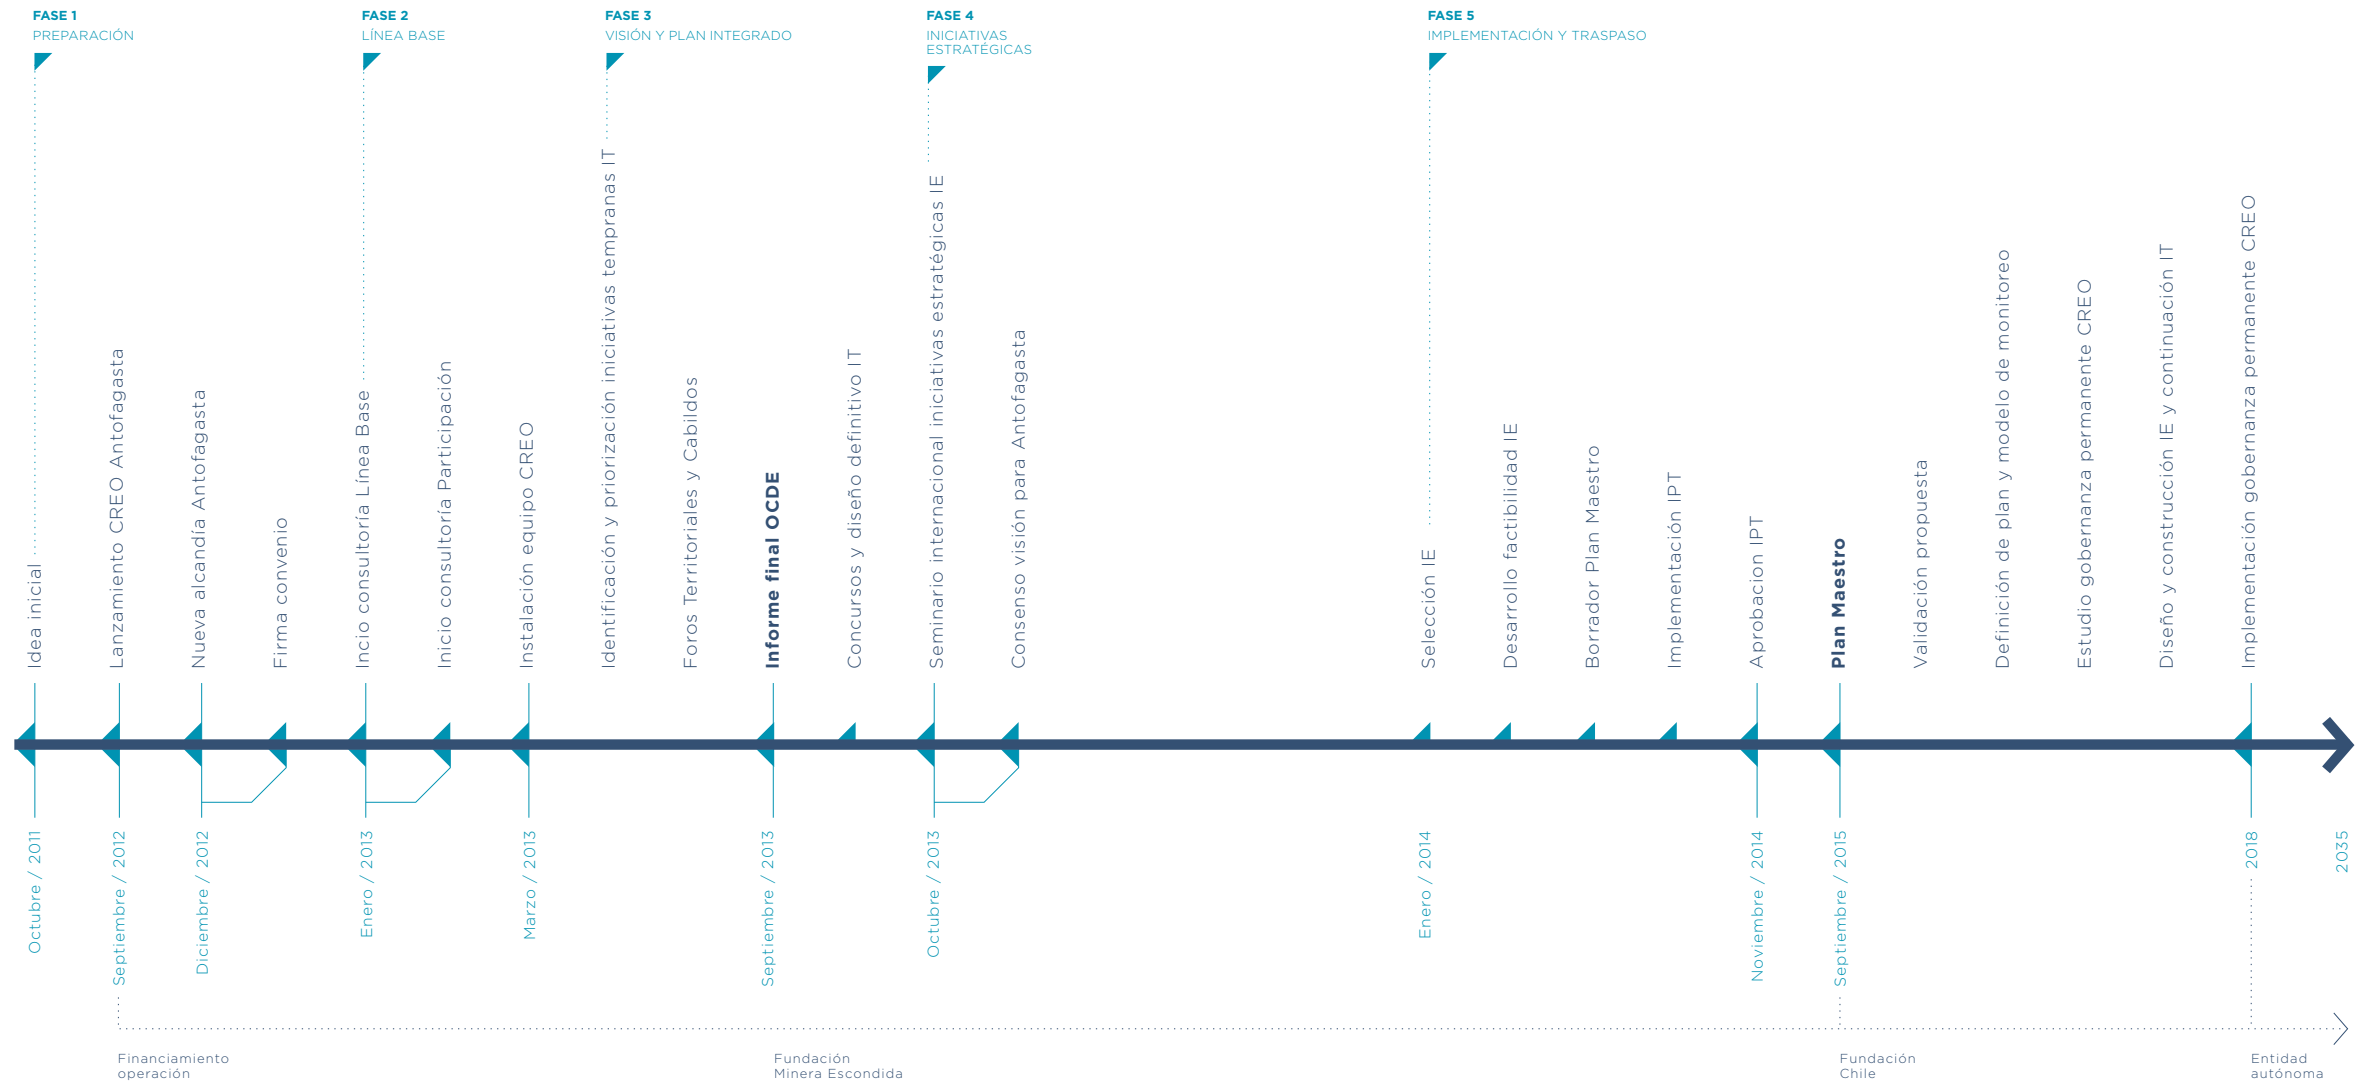 FASE 1
PREPARACIÓN
FASE 2
LÍNEA BASE
FASE 3
VISIÓN Y PLAN INTEGRADO
FASE 4
INICIATIVAS
ESTRATÉGICAS
FASE 5
IMPLEMENTACIÓN Y TRASPASO
Idea inicial
Lanzamiento CREO Antofagasta
Nueva alcandía Antofagasta
Firma convenio
Incio consultoría Línea Base
Inicio consultoría Participación
Instalación equipo CREO
Identificación y priorización iniciativas tempranas IT
Foros Territoriales y Cabildos
Informe final OCDE
Concursos y diseño definitivo IT
Seminario internacional iniciativas estratégicas IE
Consenso visión para Antofagasta
Selección IE
Desarrollo factibilidad IE
Borrador Plan Maestro
Implementación IPT
Aprobacion IPT
Plan Maestro
Validación propuesta
Definición de plan y modelo de monitoreo
Estudio gobernanza permanente CREO
Diseño y construcción IE y continuación IT
Implementación gobernanza permanente CREO
Octubre / 2011
Septiembre / 2012
Diciembre / 2012
Enero / 2013
Marzo / 2013
Septiembre / 2013
Octubre / 2013
Enero / 2014
Noviembre / 2014
Septiembre / 2015
2018
2035
Financiamiento
operación
Fundación
Minera Escondida
Fundación
Chile
Entidad
autónoma